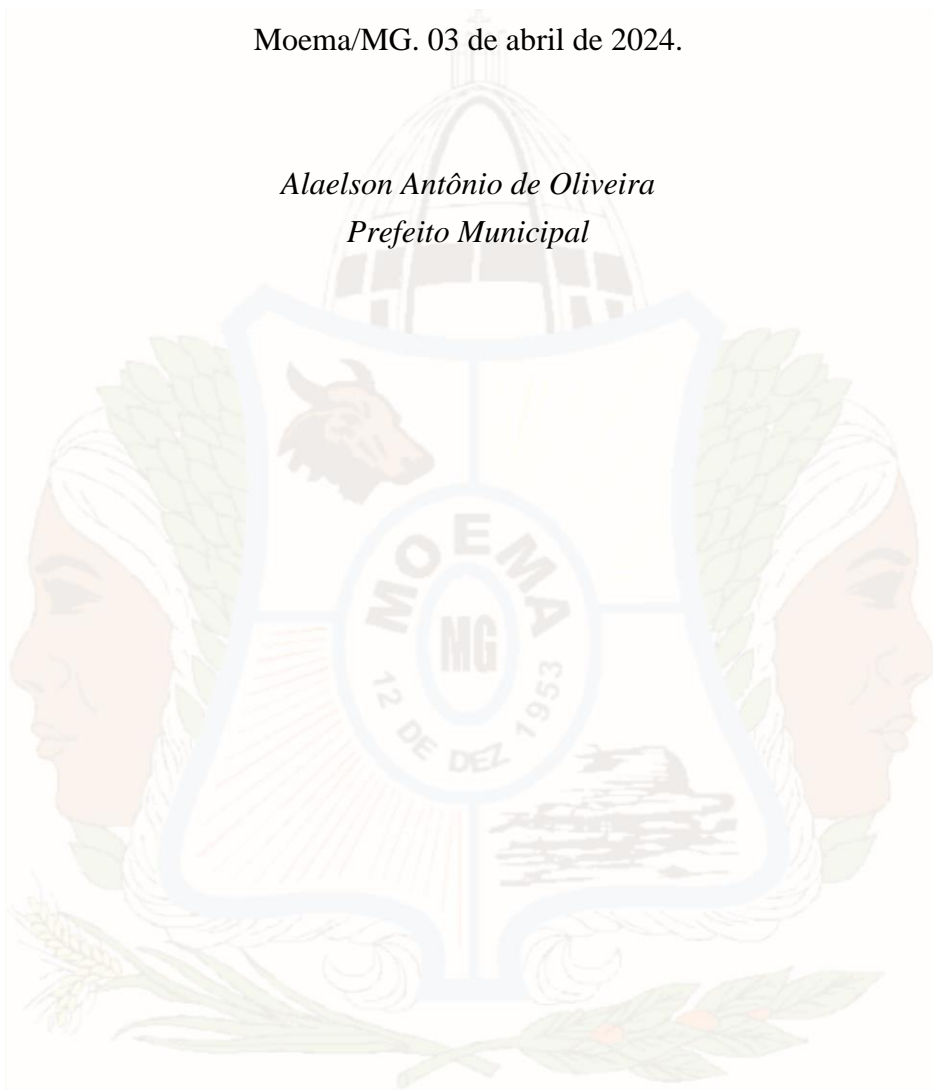 Moema/MG. 03 de abril de 2024.
Alaelson Antônio de Oliveira
Prefeito Municipal
MOEMA
MG
12 DE DEZ 1953